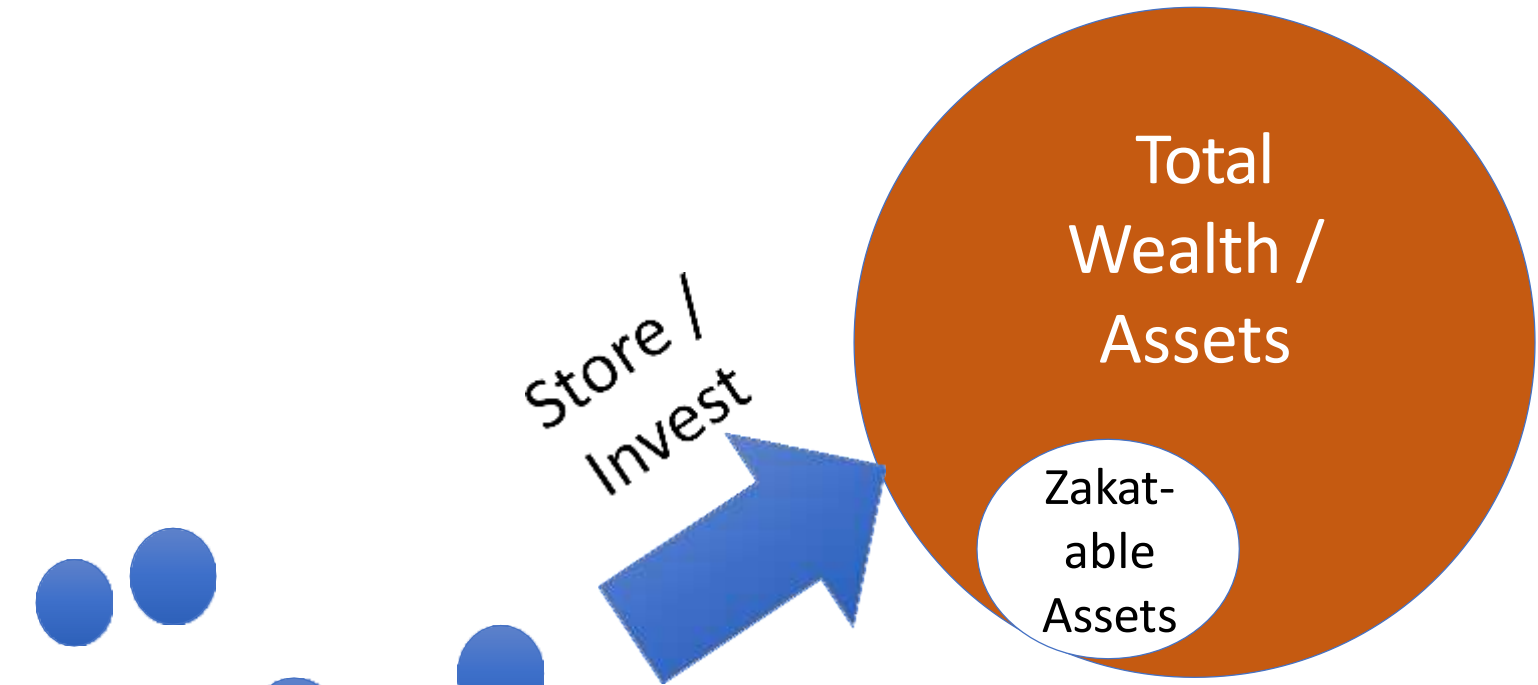 Store /
Invest
Total
Wealth /
Assets
Zakat-
able
Assets